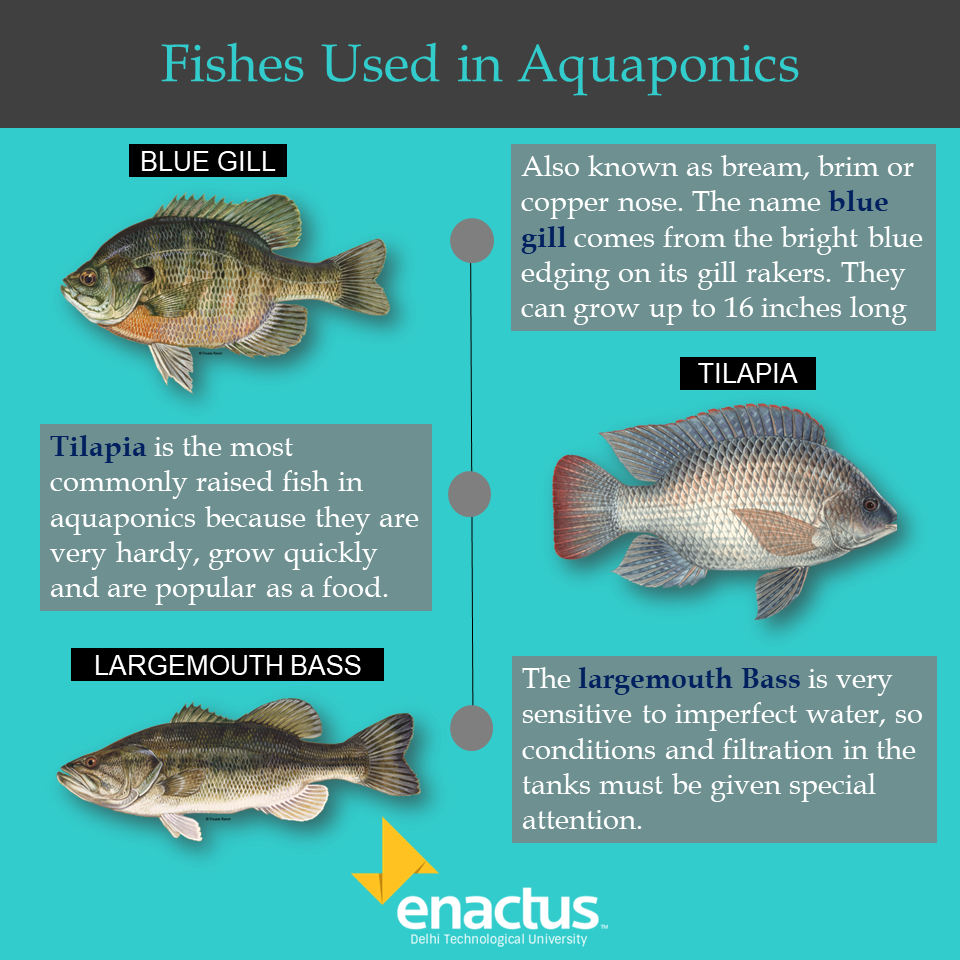 Fishes Used in Aquaponics
BLUE GILL
Also known as bream, brim or
copper nose. The name blue
gill comes from the bright blue
edging on its gill rakers. They
can grow up to 16 inches long
TILAPIA
Tilapia is the most
commonly raised fish in
aquaponics because they are
very hardy, grow quickly
and are popular as a food.
LARGEMOUTH BASS
The largemouth Bass is very
sensitive to imperfect water, so
conditions and filtration in the
tanks must be given special
attention.
enactus™
Delhi Technological University